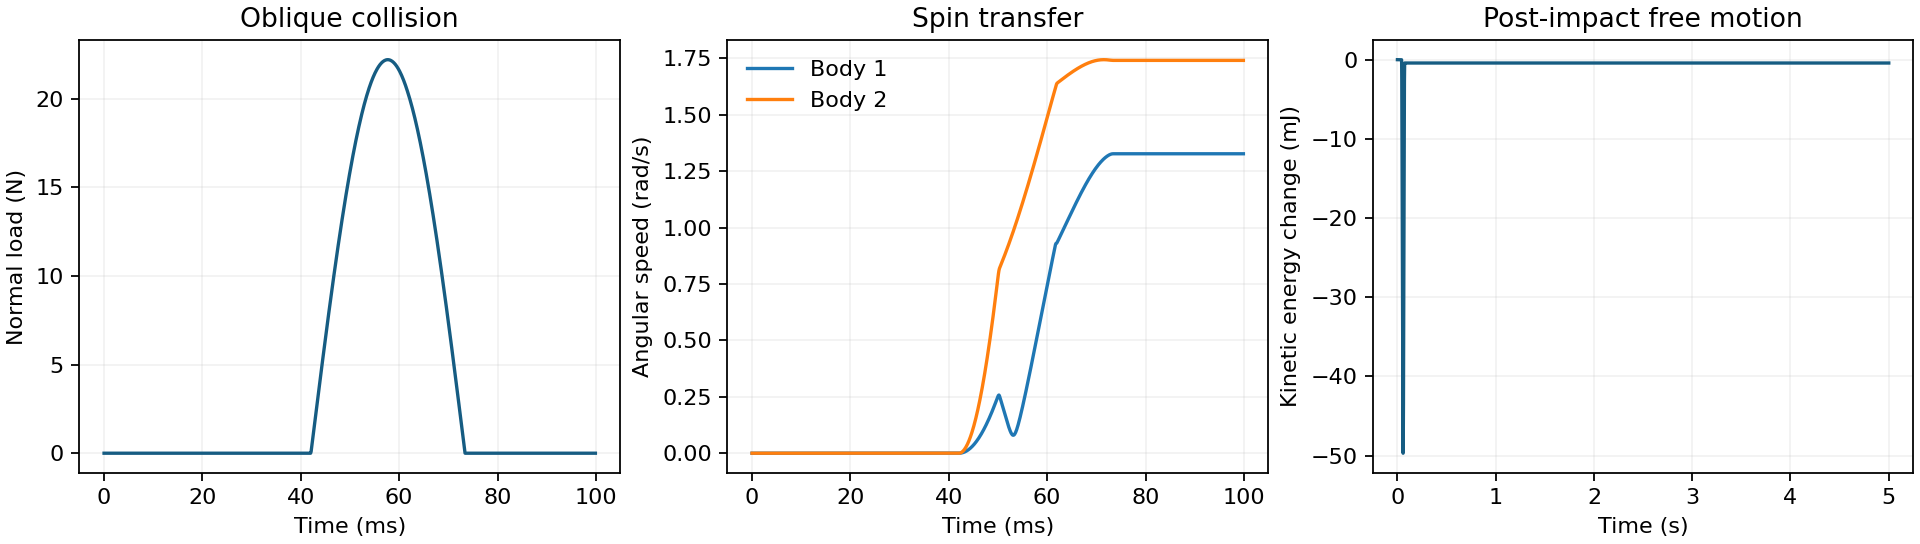 Oblique collision
Normal load (N)
20
15
10
5
0
0 20 40 60 80 100
Time (ms)
Spin transfer
Angular speed (rad/s)
1.75
1.50
1.25
1.00
0.75
0.50
0.25
0.00
Body 1
Body 2
0 20 40 60 80 100
Time (ms)
Post-impact free motion
Kinetic energy change (mJ)
0
−10
−20
−30
−40
−50
0 1 2 3 4 5
Time (s)